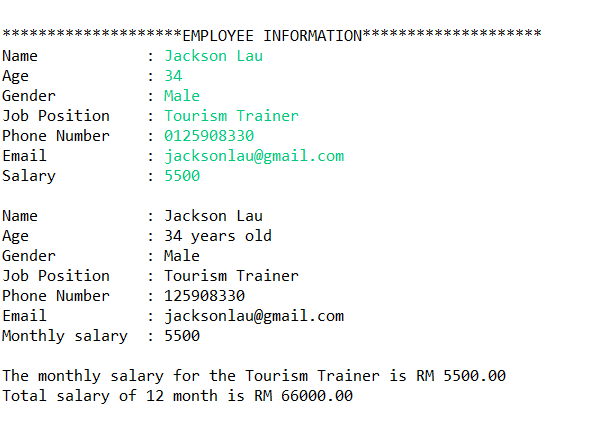 ********************EMPLOYEE INFORMATION********************
Name            : Jackson Lau
Age             : 34
Gender          : Male
Job Position    : Tourism Trainer
Phone Number    : 0125908330
Email           : jacksonlau@gmail.com
Salary          : 5500

Name            : Jackson Lau
Age             : 34 years old
Gender          : Male
Job Position    : Tourism Trainer
Phone Number    : 125908330
Email           : jacksonlau@gmail.com
Monthly salary  : 5500

The monthly salary for the Tourism Trainer is RM 5500.00
Total salary of 12 month is RM 66000.00